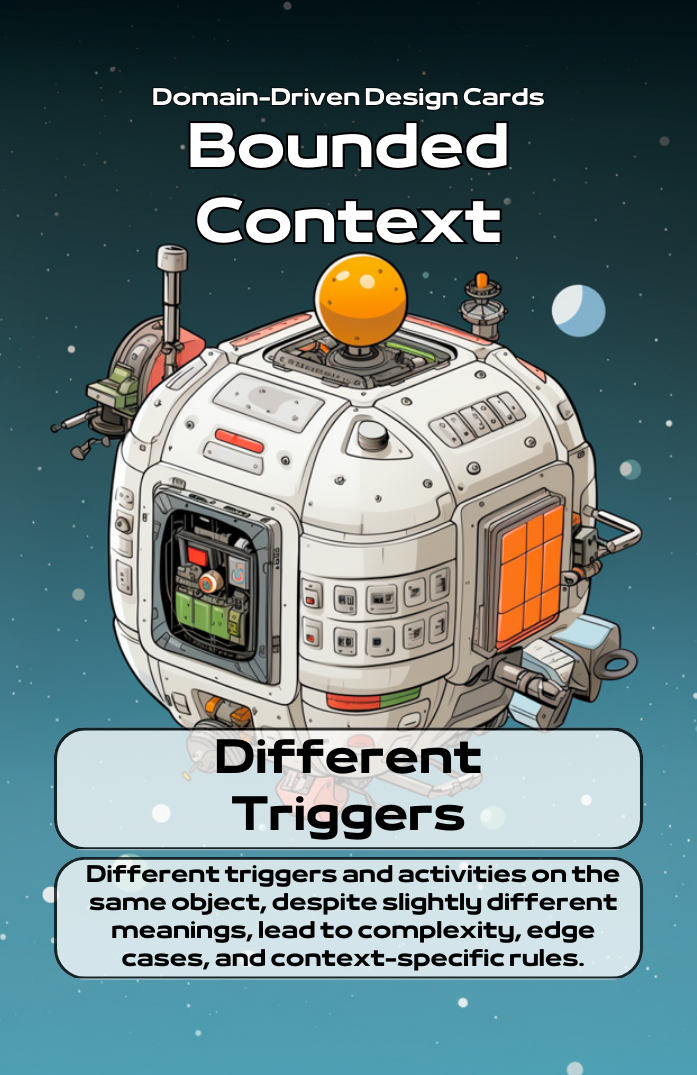 Domain-Driven Design Cards
Bounded
Context
Different
Triggers
Different triggers and activities on the
same object, despite slightly different
meanings, lead to complexity, edge
cases, and context-specific rules.